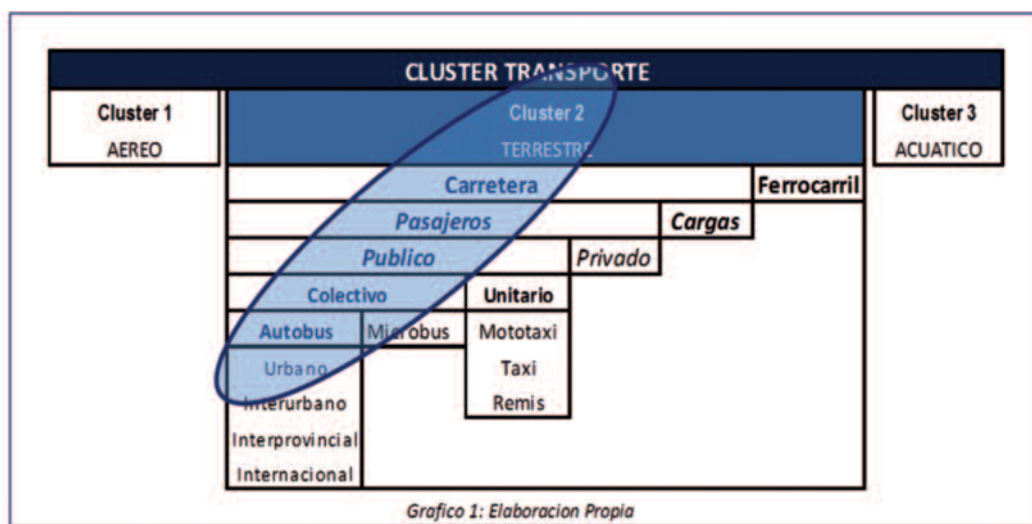 CLUSTER TRANSPORTE
Cluster 1 Cluster 2 Cluster 3
AEREO TERRESTRE ACUATICO
Carretera Ferrocarril
Pasajeros Cargas
Publico Privado
Colectivo Unitario
Autobus Microbus Mototaxi
Urbano Taxi
Interurbano Remis
Interprovincial
Internacional
Grafico 1: Elaboracion Propia